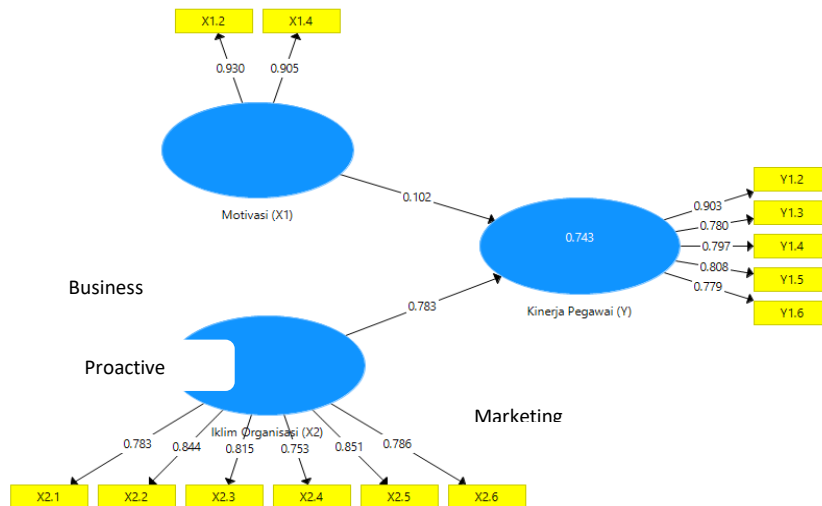 X1.2 X1.4
0.930 0.905
Motivasi (X1)
0.102
Y1.2
0.903
Y1.3
0.780
0.743
0.797
Y1.4
0.808
Y1.5
0.779
Y1.6
Kinerja Pegawai (Y)
Business
0.783
Proactive
Marketing
Iklim Organisasi (X2)
0.783 0.844 0.815 0.753 0.851 0.786
X2.1 X2.2 X2.3 X2.4 X2.5 X2.6